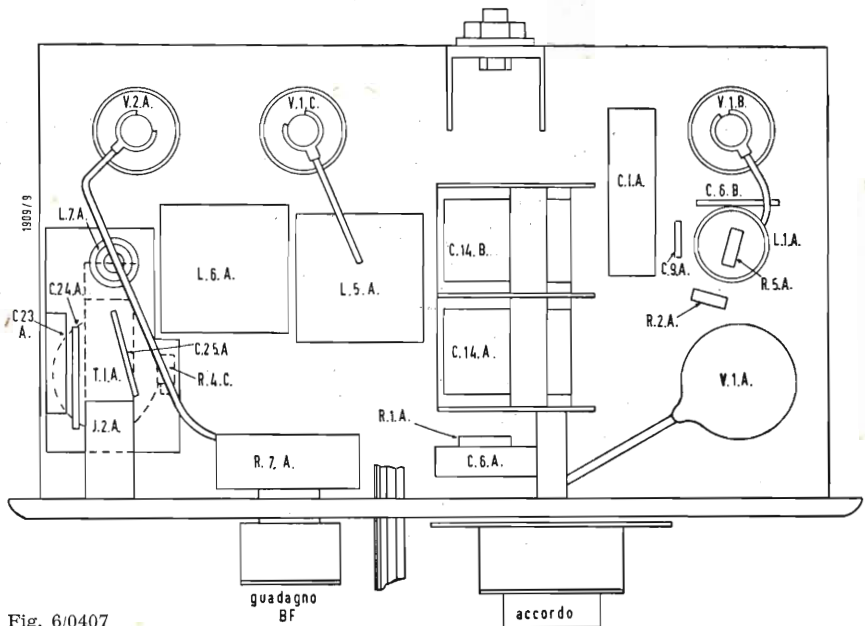 V.2.A.
V.1.C.
V.1.B.
C.1.A.
C.6.B.
1989/9
L.7.A.
L.1.A.
C.9.A.
R.5.A.
C.14.B.
L.6.A.
L.5.A.
C.24.A.
R.2.A.
C.23
A.
C.25.A
C.14.A.
T.1.A.
R.4.C.
V.1.A.
R.1.A.
J.2.A.
R.7.A.
C.6.A.
guadagno
BF
accordo
Fig. 6/0407